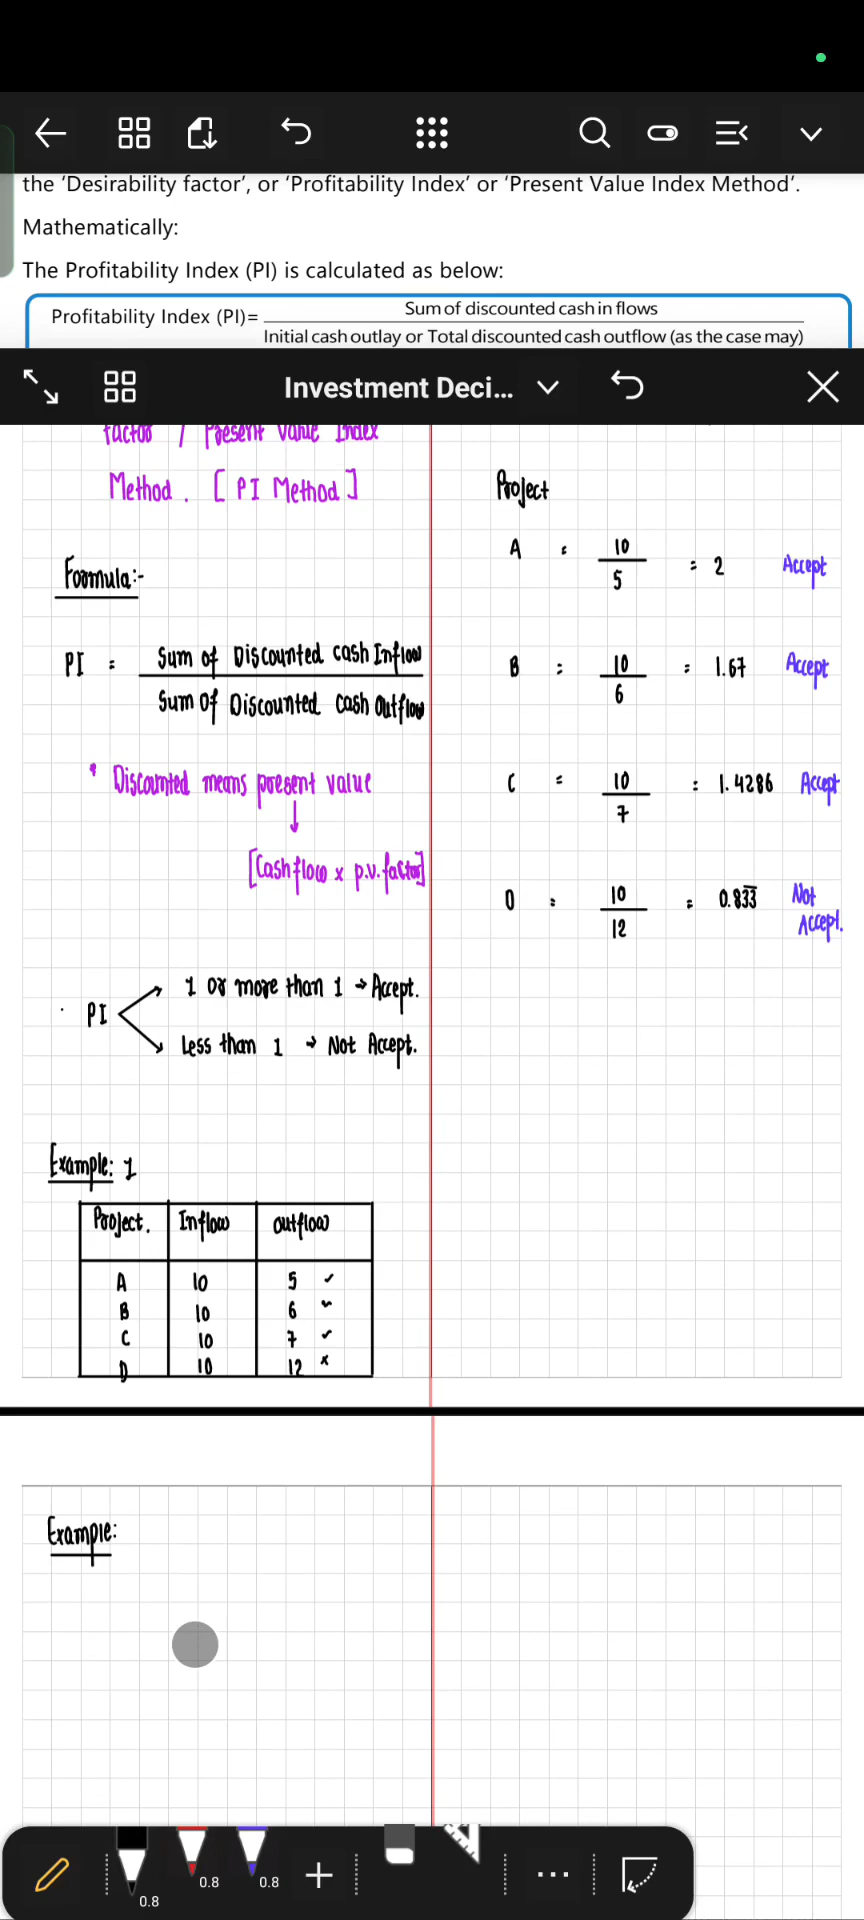 the ‘Desirability factor’, or ‘Profitability Index’ or ‘Present Value Index Method’.
Mathematically:
The Profitability Index (PI) is calculated as below:
Profitability Index (PI)= Sum of discounted cash in flows
Initial cash outlay or Total discounted cash outflow (as the case may)
Investment Deci...
factor / Present Value Index
Method. [ PI Method ]
Formula:-
PI = Sum of Discounted cash Inflow
Sum of Discounted cash outflow
* Discounted means present value
↓
[Cashflow x p.v. factor]
PI
1 or more than 1 → Accept.
Less than 1 → Not Accept.
Example: 1
Project. Inflow outflow
A 10 5 ✓
B 10 6 ✓
C 10 7 ✓
D 10 12 x
Project
A = 10
5 = 2 Accept
B = 10
6 = 1.67 Accept
C = 10
7 = 1.4286 Accept
D = 10
12 = 0.833 Not
Accept.
Example:
0.8 0.8 0.8